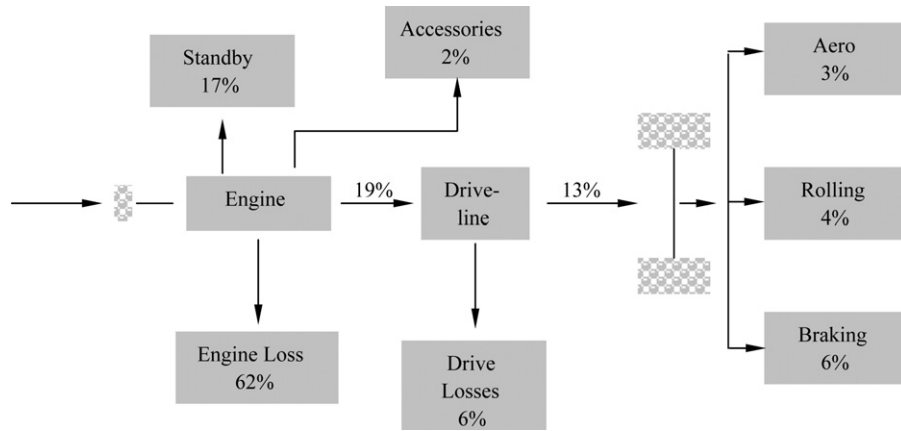 Accessories
2%
Standby
17%
Aero
3%
Engine
19%
Drive-
line
13%
Rolling
4%
Engine Loss
62%
Drive
Losses
6%
Braking
6%